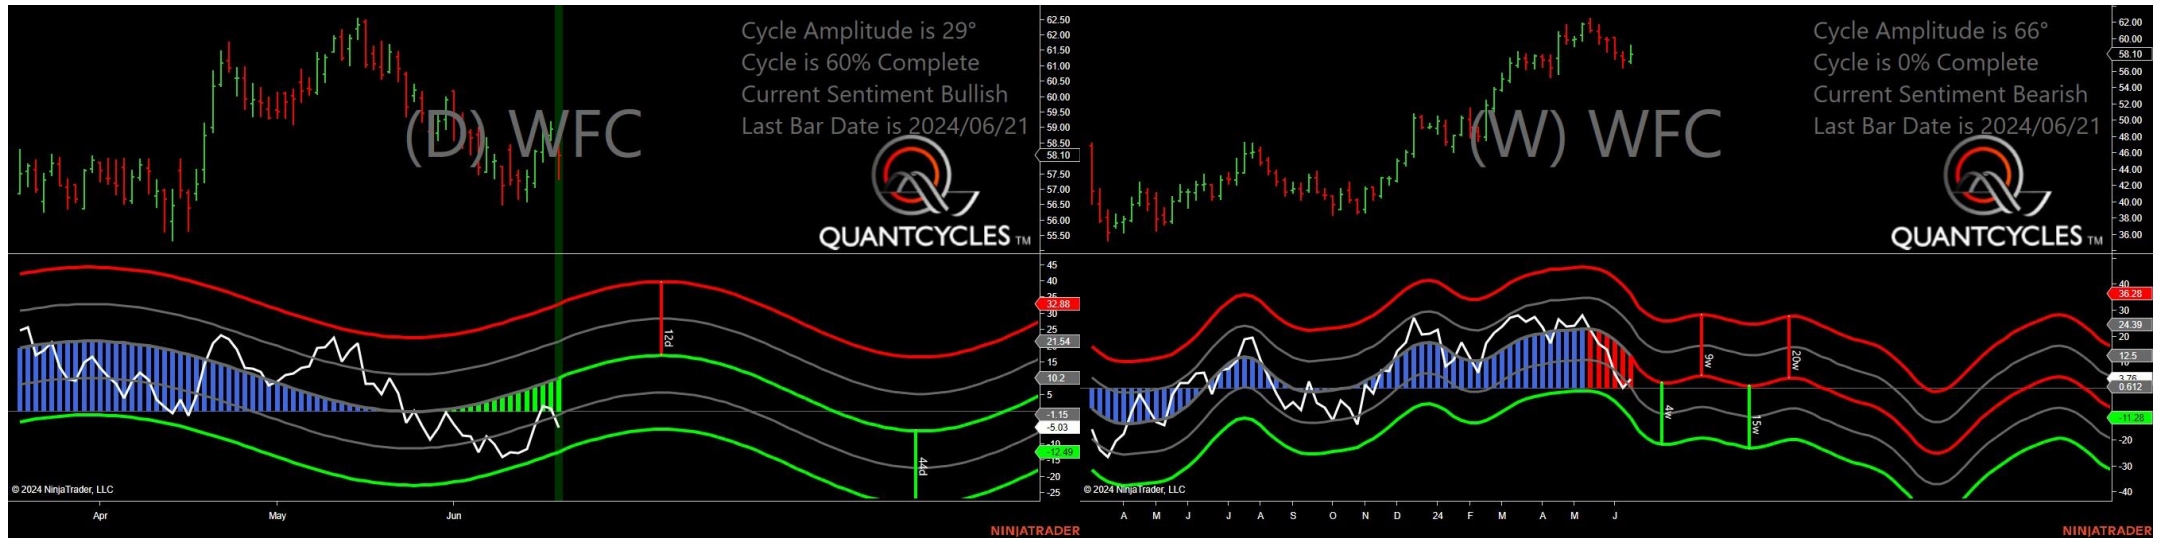 Cycle Amplitude is 29°
Cycle is 60% Complete
Current Sentiment Bullish
Last Bar Date is 2024/06/21
(D) WFC
QUANTCYCLES TM
62.50
62.00
61.50
61.00
60.50
60.00
59.50
59.00
58.50
58.10
57.50
57.00
56.50
56.00
55.50
45
40
35
32.88
30
25
21.54
15
10.2
5
-1.15
-5.03
-10
-12.49
-15
-20
-25
12d
44d
© 2024 NinjaTrader, LLC
Apr May Jun
NINJATRADER
Cycle Amplitude is 66°
Cycle is 0% Complete
Current Sentiment Bearish
Last Bar Date is 2024/06/21
(W) WFC
QUANTCYCLES TM
62.00
60.00
58.10
56.00
54.00
52.00
50.00
48.00
46.00
44.00
42.00
40.00
38.00
36.00
40
36.28
30
24.39
20
12.5
10
3.76
0.612
-11.28
-20
-30
-40
9w
20w
4w
15w
© 2024 NinjaTrader, LLC
A M J J A S O N D 24 F M A M J
NINJATRADER